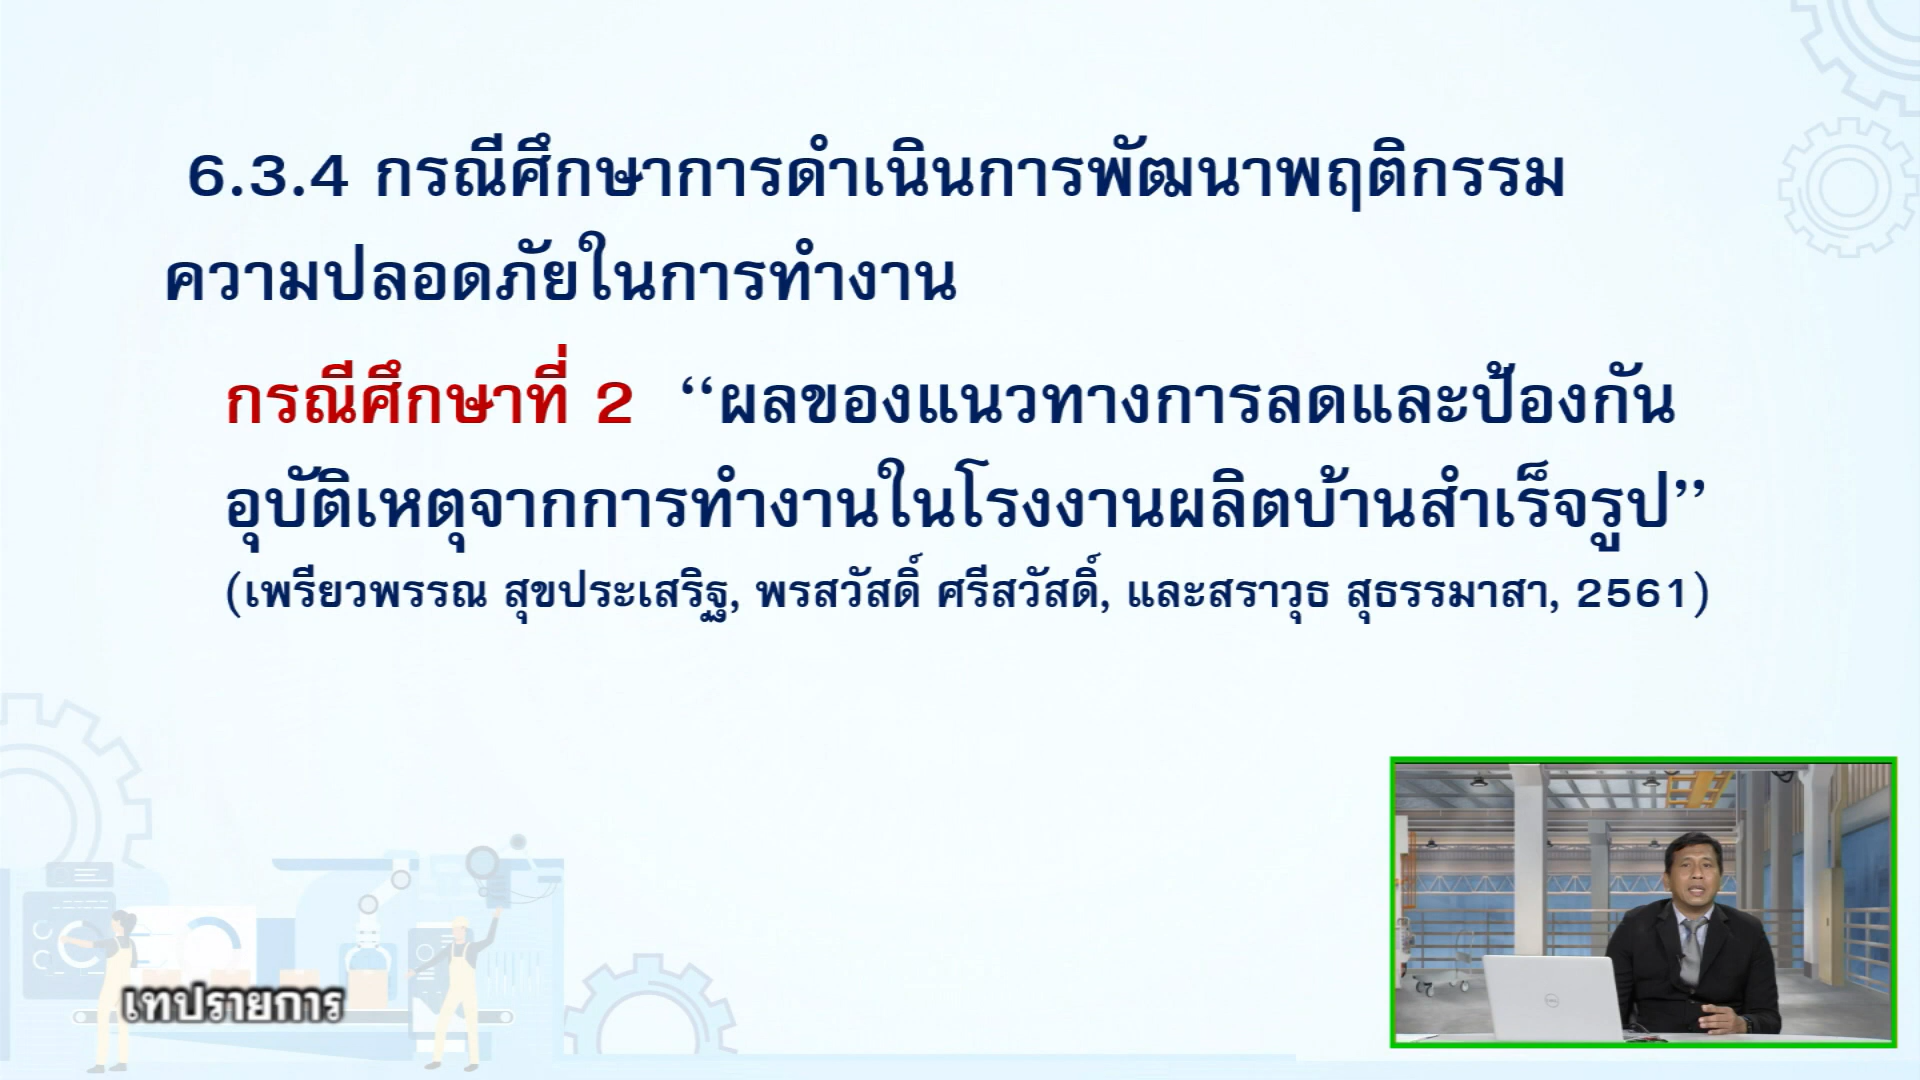 6.3.4 กรณีศึกษาการดำเนินการพัฒนาพฤติกรรม
ความปลอดภัยในการทำงาน
กรณีศึกษาที่ 2 “ผลของแนวทางการลดและป้องกัน
อุบัติเหตุจากการทำงานในโรงงานผลิตบ้านสำเร็จรูป”
(เพรียวพรรณ สุขประเสริฐ, พรสวัสดิ์ ศรีสวัสดิ์, และสราวุธ สุธรรมาสา, 2561)
เทปรายการ